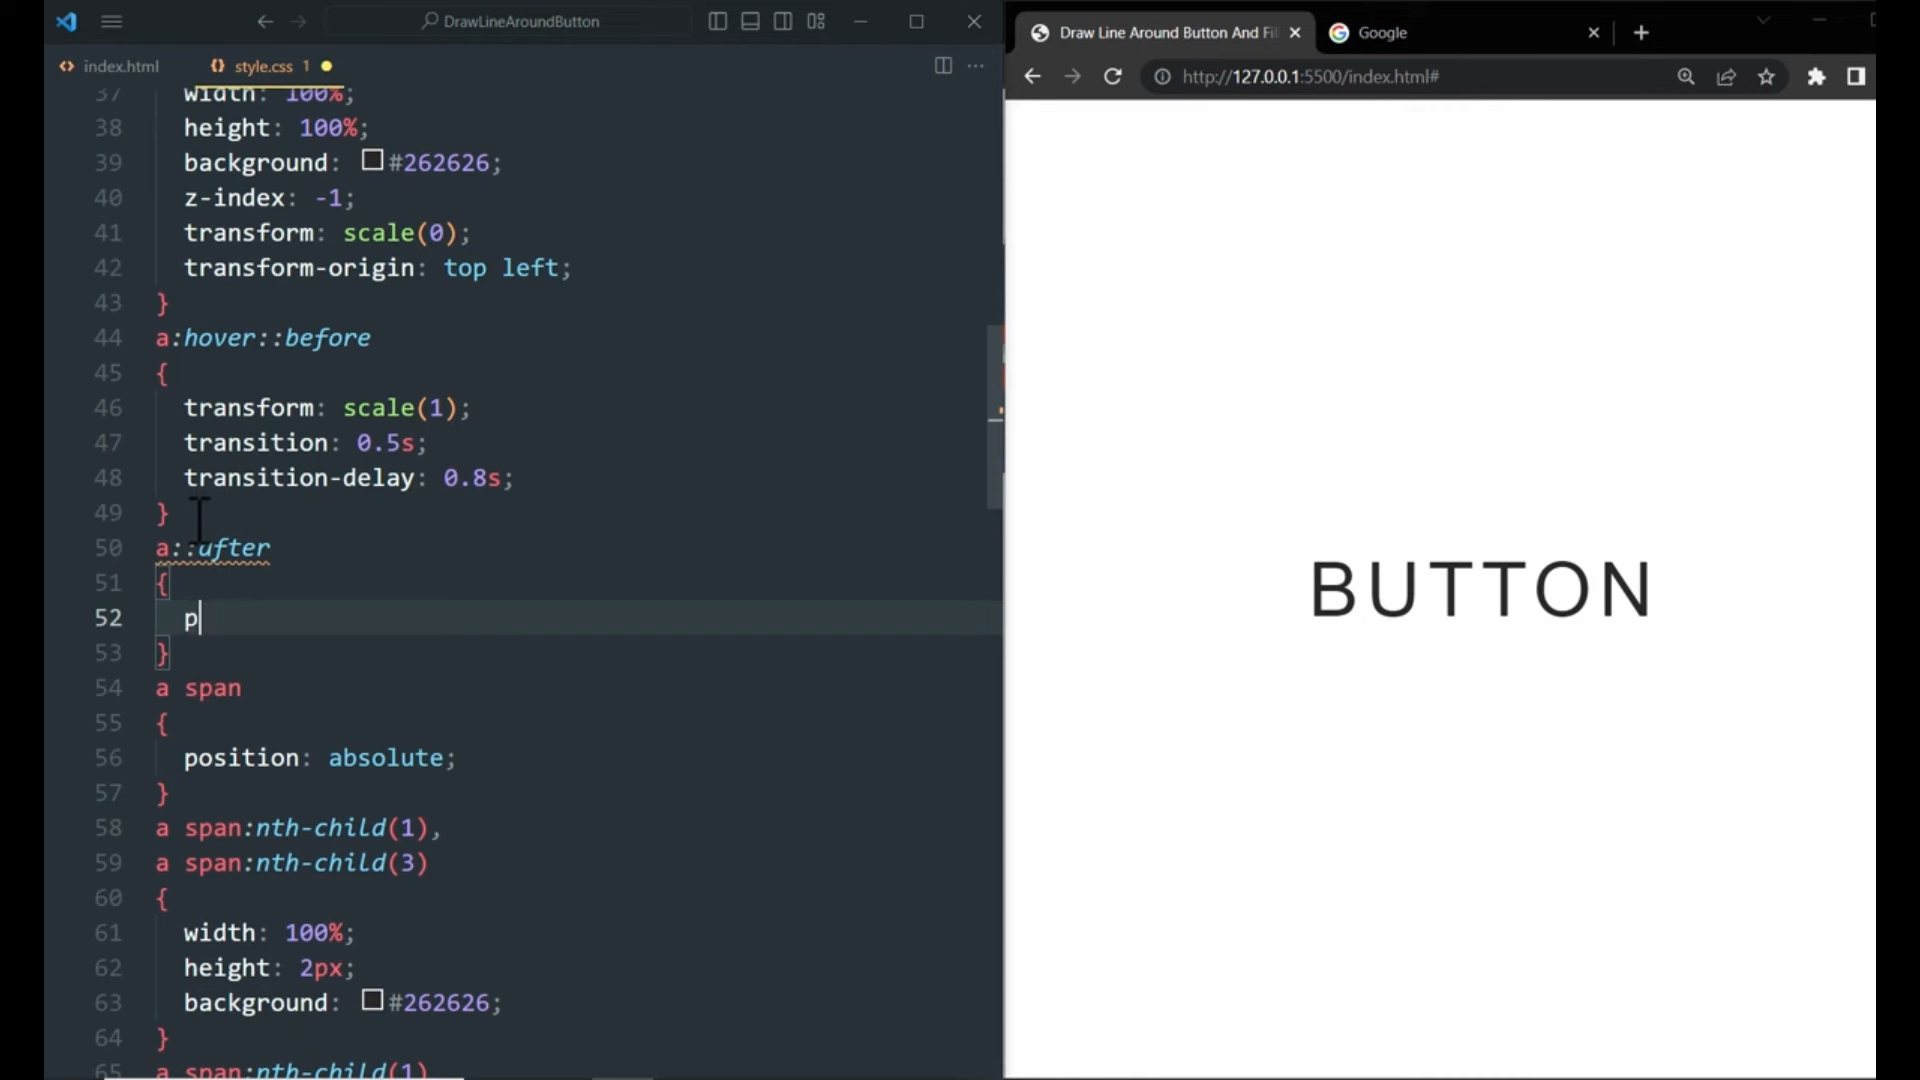 DrawLineAroundButton
index.html
style.css 1
37 width: 100%;
38 height: 100%;
39 background: #262626;
40 z-index: -1;
41 transform: scale(0);
42 transform-origin: top left;
43 }
44 a:hover::before
45 {
46 transform: scale(1);
47 transition: 0.5s;
48 transition-delay: 0.8s;
49 }
50 a::after
51 {
52 p
53 }
54 a span
55 {
56 position: absolute;
57 }
58 a span:nth-child(1),
59 a span:nth-child(3)
60 {
61 width: 100%;
62 height: 2px;
63 background: #262626;
64 }
65 a span:nth-child(1)
Draw Line Around Button And Fil
Google
http://127.0.0.1:5500/index.html#
BUTTON